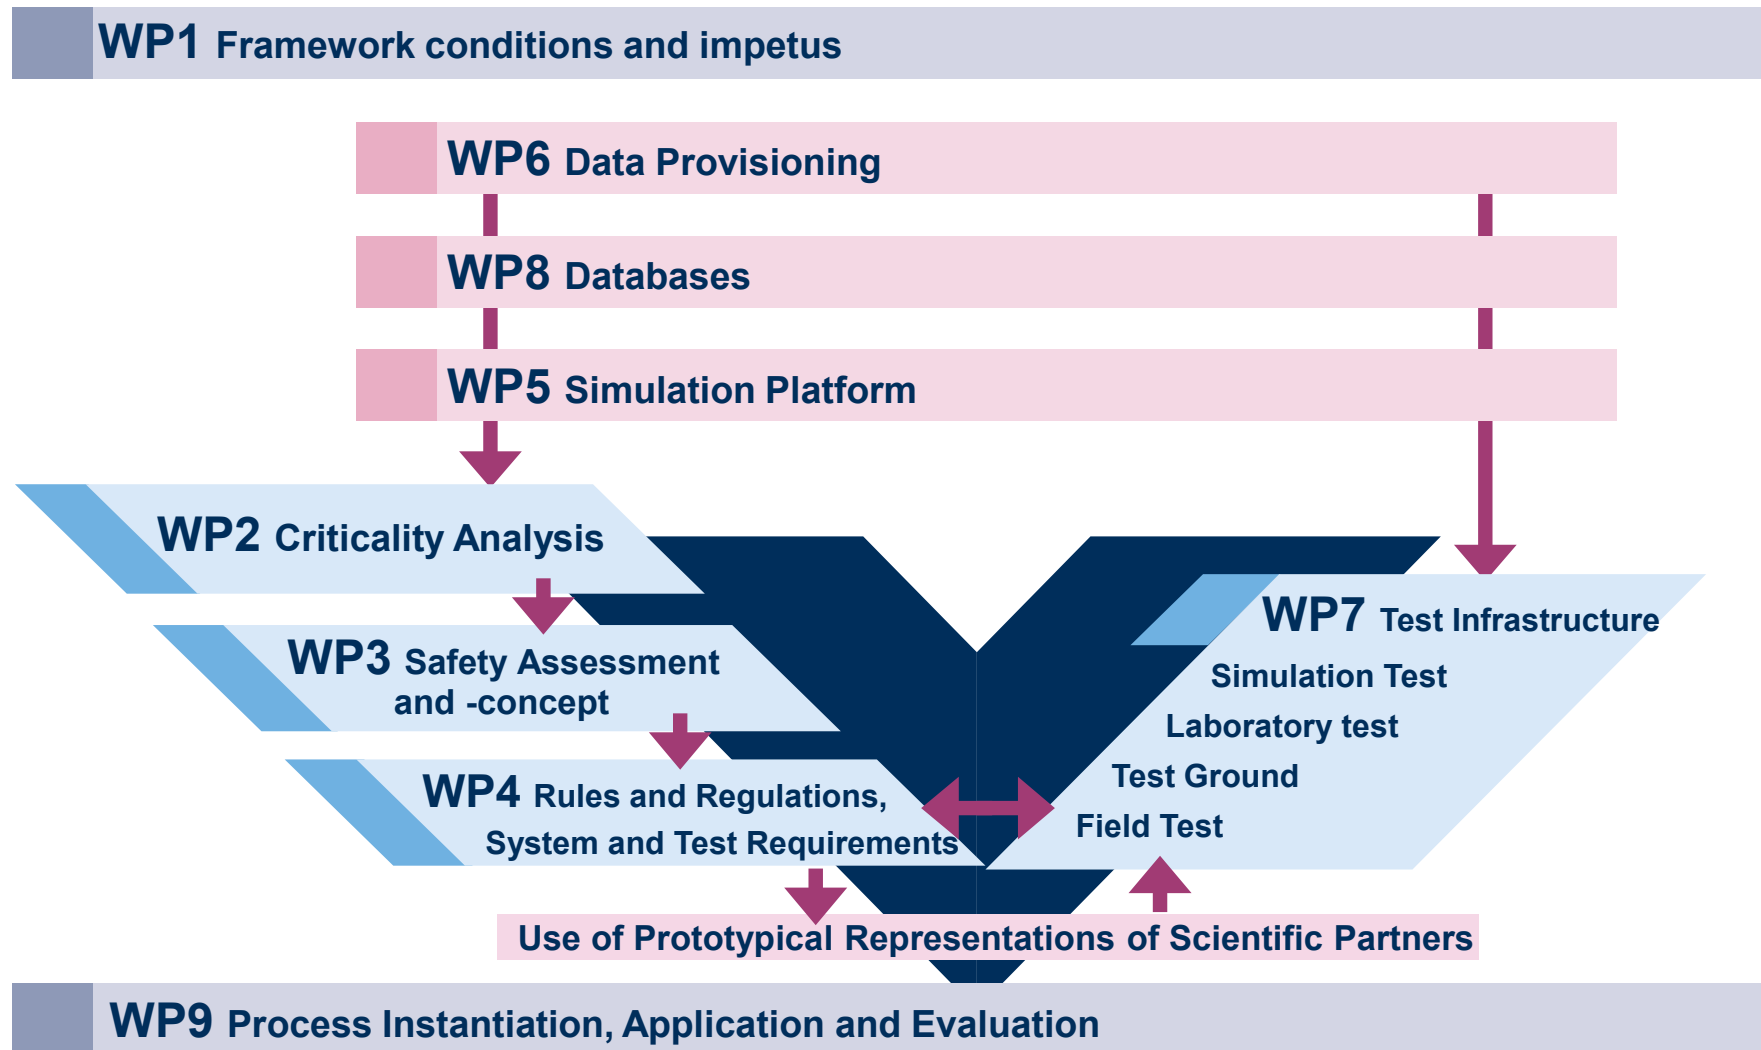 WP1 Framework conditions and impetus
WP6 Data Provisioning
WP8 Databases
WP5 Simulation Platform
WP2 Criticality Analysis
WP3 Safety Assessment
and -concept
WP4 Rules and Regulations,
System and Test Requirements
WP7 Test Infrastructure
Simulation Test
Laboratory test
Test Ground
Field Test
Use of Prototypical Representations of Scientific Partners
WP9 Process Instantiation, Application and Evaluation